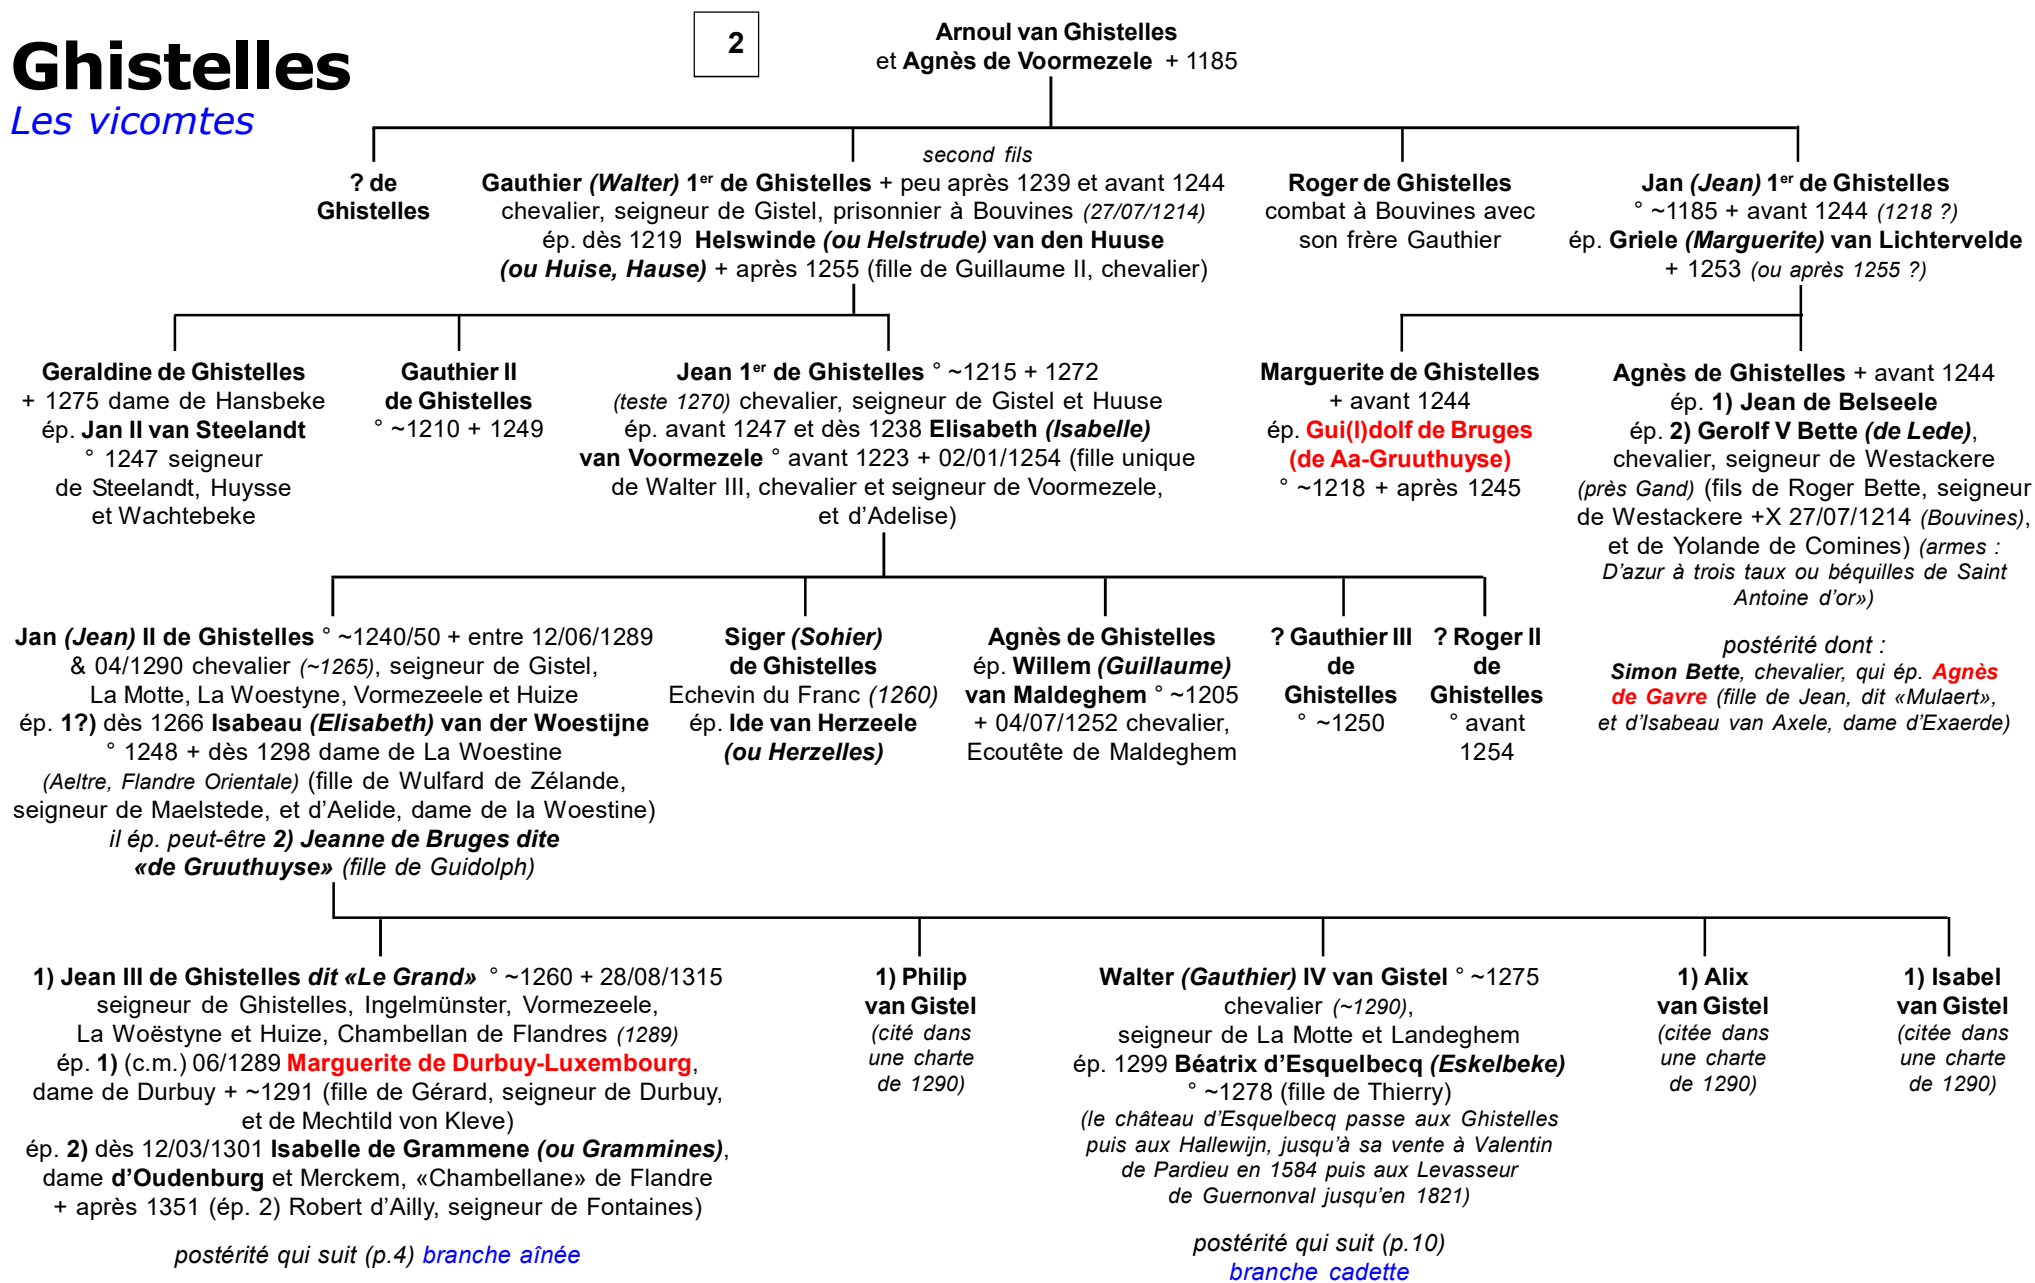 Ghistelles
Les vicomtes
2
Arnoul van Ghistelles
et Agnès de Voormezele + 1185
? de
Ghistelles
second fils
Gauthier (Walter) 1er de Ghistelles + peu après 1239 et avant 1244
chevalier, seigneur de Gistel, prisonnier à Bouvines (27/07/1214)
ép. dès 1219 Helswinde (ou Helstrude) van den Huuse
(ou Huise, Hause) + après 1255 (fille de Guillaume II, chevalier)
Roger de Ghistelles
combat à Bouvines avec
son frère Gauthier
Jan (Jean) 1er de Ghistelles
° ~1185 + avant 1244 (1218 ?)
ép. Griele (Marguerite) van Lichtervelde
+ 1253 (ou après 1255 ?)
Geraldine de Ghistelles
+ 1275 dame de Hansbeke
ép. Jan II van Steelandt
° 1247 seigneur
de Steelandt, Huysse
et Wachtebeke
Gauthier II
de Ghistelles
° ~1210 + 1249
Jean 1er de Ghistelles ° ~1215 + 1272
(teste 1270) chevalier, seigneur de Gistel et Huuse
ép. avant 1247 et dès 1238 Elisabeth (Isabelle)
van Voormezele ° avant 1223 + 02/01/1254 (fille unique
de Walter III, chevalier et seigneur de Voormezele,
et d'Adelise)
Marguerite de Ghistelles
+ avant 1244
ép. Gui(l)dolf de Bruges
(de Aa-Gruuthuyse)
° ~1218 + après 1245
Agnès de Ghistelles + avant 1244
ép. 1) Jean de Belseele
ép. 2) Gerolf V Bette (de Lede),
chevalier, seigneur de Westackere
(près Gand) (fils de Roger Bette, seigneur
de Westackere +X 27/07/1214 (Bouvines),
et de Yolande de Comines) (armes :
D'azur à trois taux ou béquilles de Saint
Antoine d'or»)
postérité dont :
Simon Bette, chevalier, qui ép. Agnès
de Gavre (fille de Jean, dit «Mulaert»,
et d'Isabeau van Axele, dame d'Exaerde)
Jan (Jean) II de Ghistelles ° ~1240/50 + entre 12/06/1289
& 04/1290 chevalier (~1265), seigneur de Gistel,
La Motte, La Woestyne, Vormezeele et Huize
ép. 1?) dès 1266 Isabeau (Elisabeth) van der Woestijne
° 1248 + dès 1298 dame de La Woestine
(Aeltre, Flandre Orientale) (fille de Wulfard de Zélande,
seigneur de Maelstede, et d'Aelide, dame de la Woestine)
il ép. peut-être 2) Jeanne de Bruges dite
«de Gruuthuyse» (fille de Guidolph)
Siger (Sohier)
de Ghistelles
Echevin du Franc (1260)
ép. Ide van Herzeele
(ou Herzelles)
Agnès de Ghistelles
ép. Willem (Guillaume)
van Maldeghem ° ~1205
+ 04/07/1252 chevalier,
Ecoutête de Maldeghem
? Gauthier III
de
Ghistelles
° ~1250
? Roger II
de
Ghistelles
° avant
1254
1) Jean III de Ghistelles dit «Le Grand» ° ~1260 + 28/08/1315
seigneur de Ghistelles, Ingelmünster, Vormezeele,
La Woëstyne et Huize, Chambellan de Flandres (1289)
ép. 1) (c.m.) 06/1289 Marguerite de Durbuy-Luxembourg,
dame de Durbuy + ~1291 (fille de Gérard, seigneur de Durbuy,
et de Mechtild von Kleve)
ép. 2) dès 12/03/1301 Isabelle de Grammene (ou Grammines),
dame d'Oudenburg et Merckem, «Chambellane» de Flandre
+ après 1351 (ép. 2) Robert d'Ailly, seigneur de Fontaines)
postérité qui suit (p.4) branche aînée
1) Philip
van Gistel
(cité dans
une charte
de 1290)
Walter (Gauthier) IV van Gistel ° ~1275
chevalier (~1290),
seigneur de La Motte et Landeghem
ép. 1299 Béatrix d'Esquelbecq (Eskelbeke)
° ~1278 (fille de Thierry)
(le château d'Esquelbecq passe aux Ghistelles
puis aux Hallewijn, jusqu'à sa vente à Valentin
de Pardieu en 1584 puis aux Levasseur
de Guernonval jusqu'en 1821)
postérité qui suit (p.10)
branche cadette
1) Alix
van Gistel
(citée dans
une charte
de 1290)
1) Isabel
van Gistel
(citée dans
une charte
de 1290)